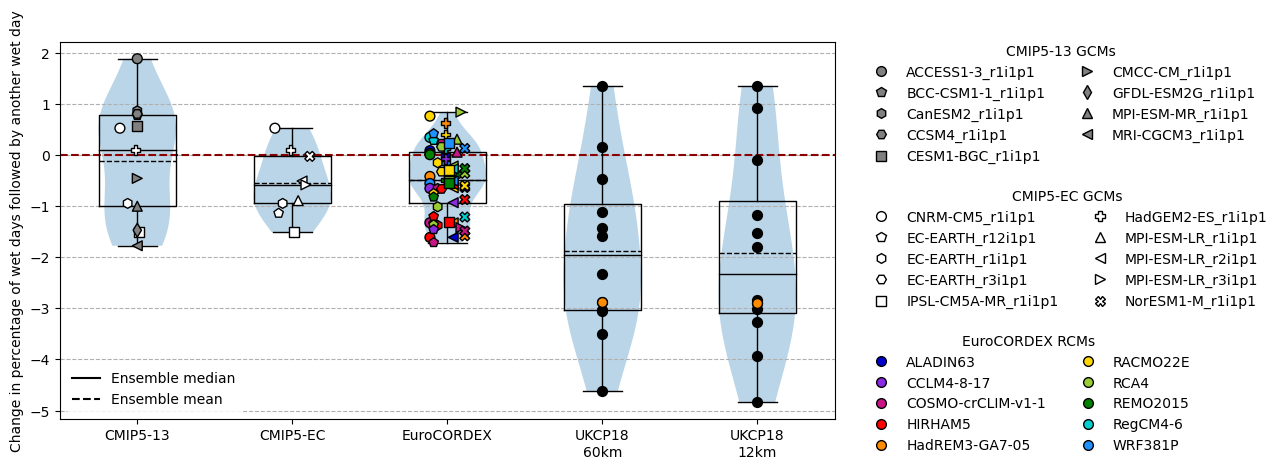 Change in percentage of wet days followed by another wet day
2
1
0
−1
−2
−3
−4
−5
Ensemble median
Ensemble mean
CMIP5-13
CMIP5-EC
EuroCORDEX
UKCP18
60km
UKCP18
12km
CMIP5-13 GCMs
ACCESS1-3_r1i1p1
BCC-CSM1-1_r1i1p1
CanESM2_r1i1p1
CCSM4_r1i1p1
CESM1-BGC_r1i1p1
CMCC-CM_r1i1p1
GFDL-ESM2G_r1i1p1
MPI-ESM-MR_r1i1p1
MRI-CGCM3_r1i1p1
CMIP5-EC GCMs
CNRM-CM5_r1i1p1
EC-EARTH_r12i1p1
EC-EARTH_r1i1p1
EC-EARTH_r3i1p1
IPSL-CM5A-MR_r1i1p1
HadGEM2-ES_r1i1p1
MPI-ESM-LR_r1i1p1
MPI-ESM-LR_r2i1p1
MPI-ESM-LR_r3i1p1
NorESM1-M_r1i1p1
EuroCORDEX RCMs
ALADIN63
CCLM4-8-17
COSMO-crCLIM-v1-1
HIRHAM5
HadREM3-GA7-05
RACMO22E
RCA4
REMO2015
RegCM4-6
WRF381P